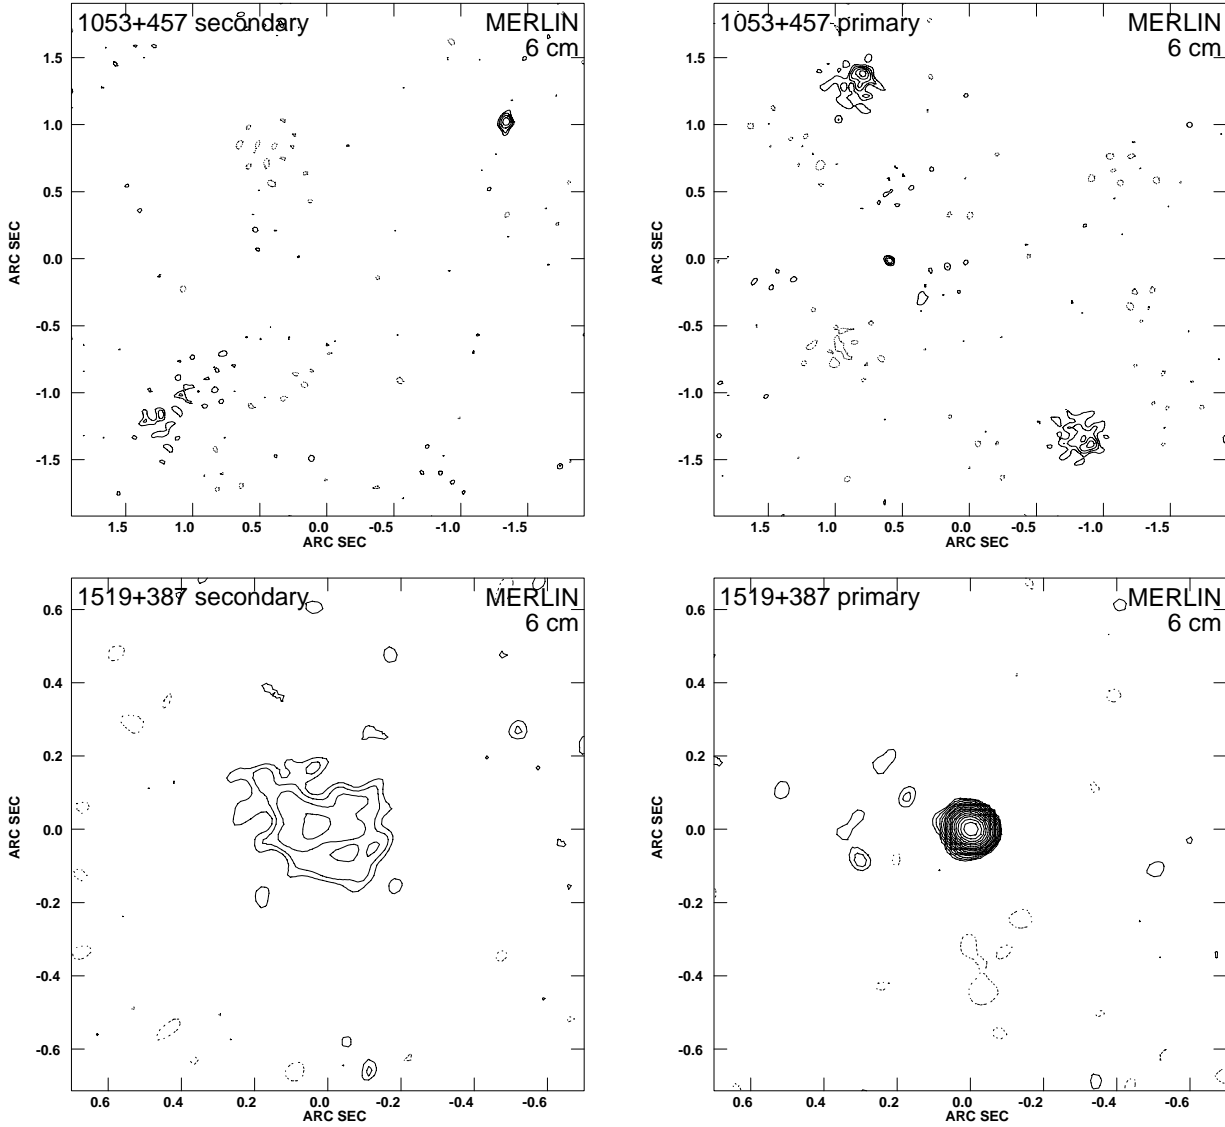 1053+457 secondary MERLIN
6 cm
1.5
1.0
0.5
0.0
-0.5
-1.0
-1.5
ARC SEC
1.5 1.0 0.5 0.0 -0.5 -1.0 -1.5
ARC SEC
1053+457 primary MERLIN
6 cm
1.5
1.0
0.5
0.0
-0.5
-1.0
-1.5
ARC SEC
1.5 1.0 0.5 0.0 -0.5 -1.0 -1.5
ARC SEC
1519+387 secondary MERLIN
6 cm
0.6
0.4
0.2
0.0
-0.2
-0.4
-0.6
ARC SEC
0.6 0.4 0.2 0.0 -0.2 -0.4 -0.6
ARC SEC
1519+387 primary MERLIN
6 cm
0.6
0.4
0.2
0.0
-0.2
-0.4
-0.6
ARC SEC
0.6 0.4 0.2 0.0 -0.2 -0.4 -0.6
ARC SEC